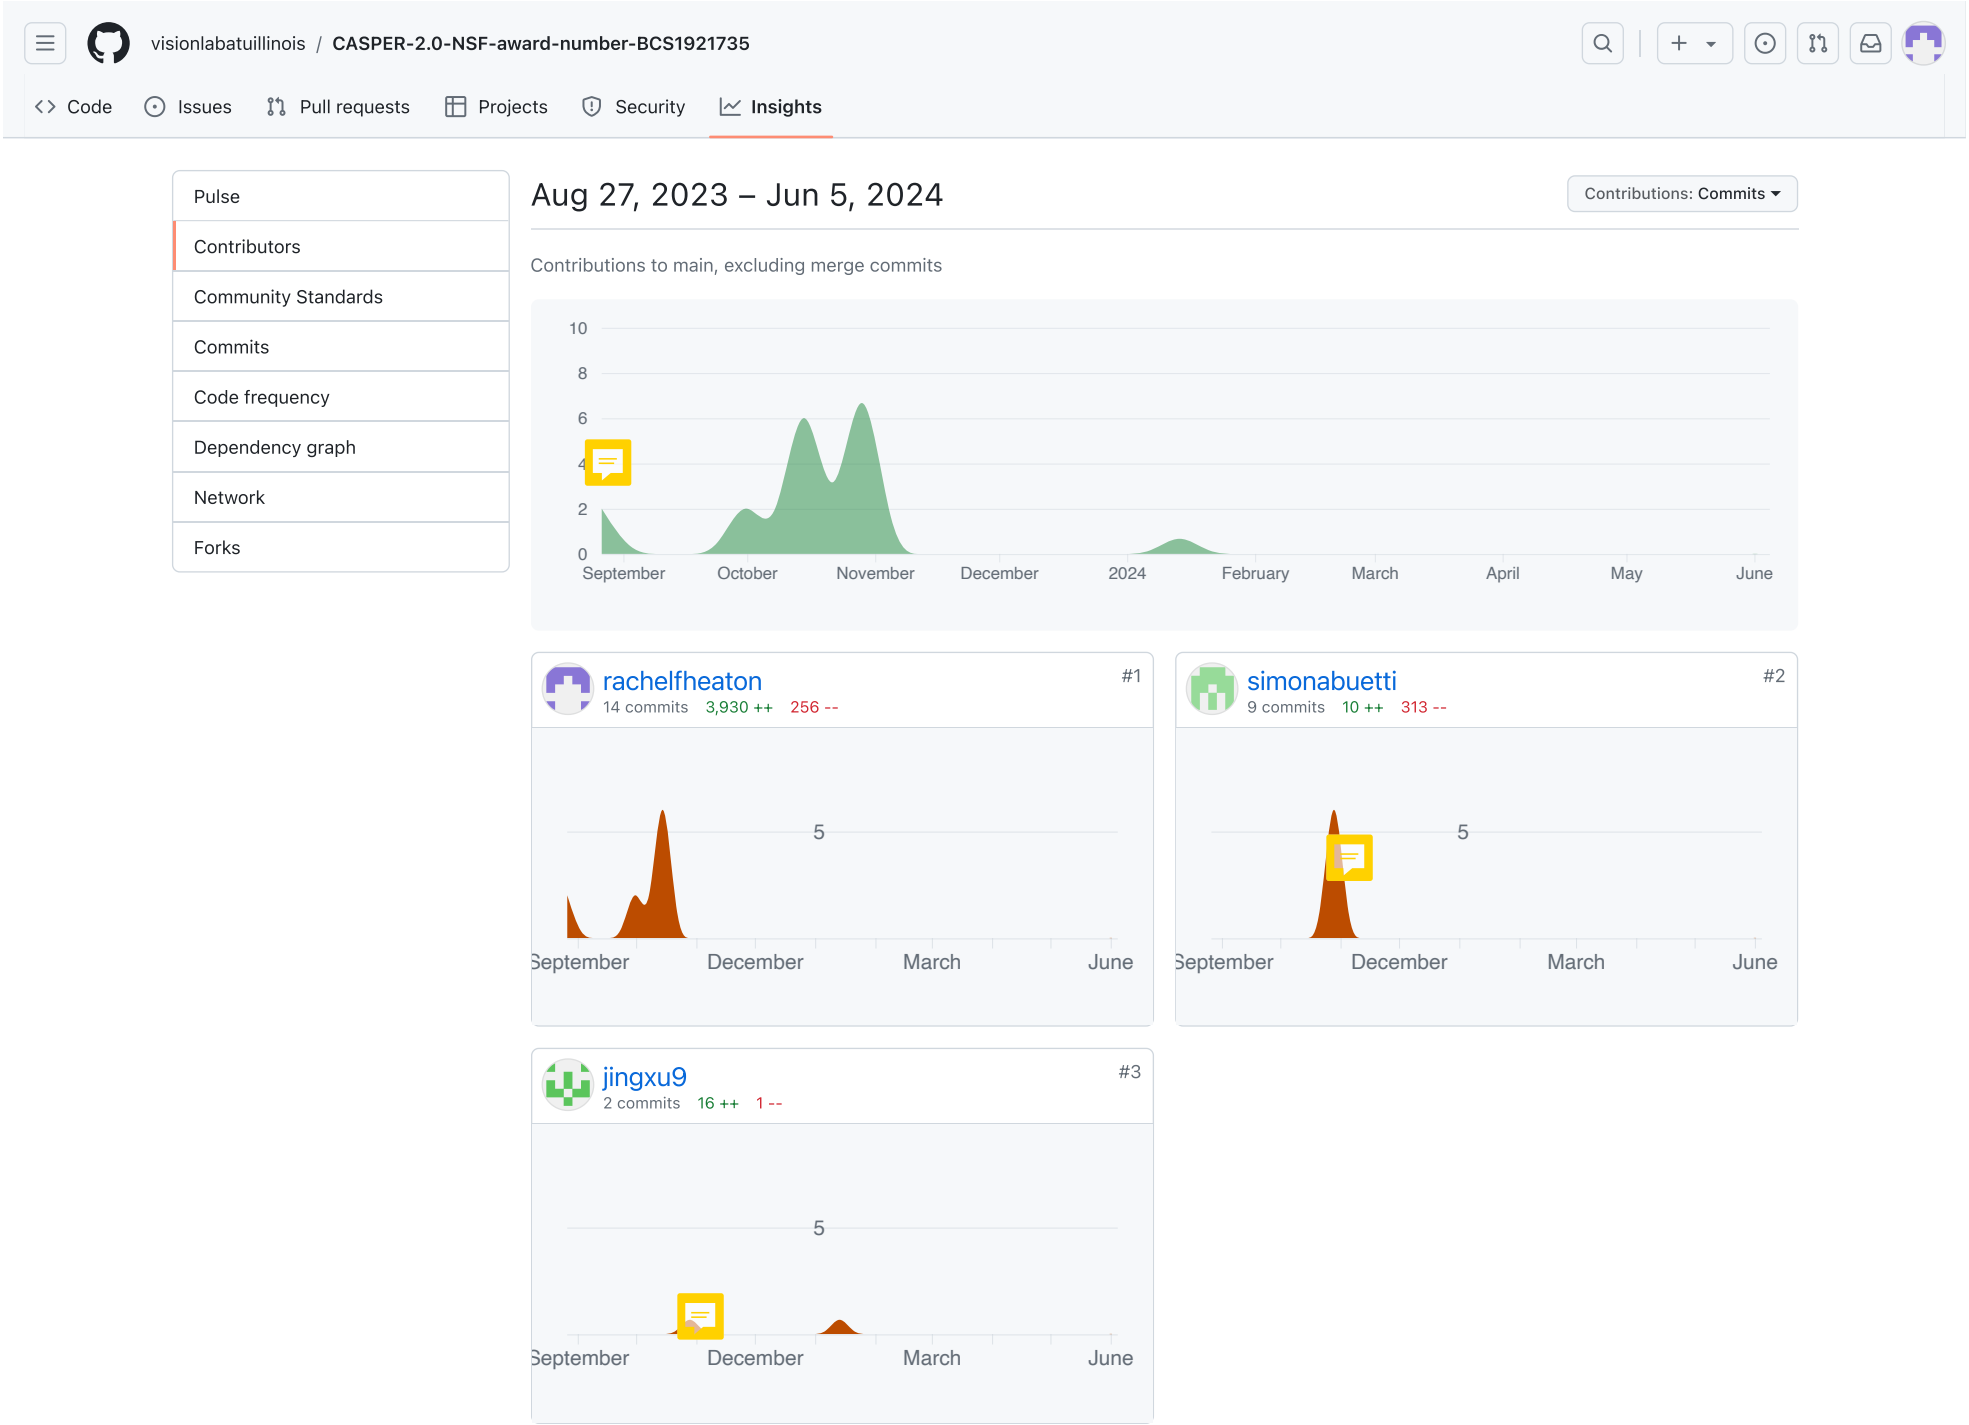 visionlabatuillinois / CASPER-2.0-NSF-award-number-BCS1921735
Code Issues Pull requests Projects Security Insights
Pulse
Contributors
Community Standards
Commits
Code frequency
Dependency graph
Network
Forks
Aug 27, 2023 – Jun 5, 2024
Contributions: Commits
Contributions to main, excluding merge commits
10
8
6
4
2
0
September October November December 2024 February March April May June
rachelfheaton #1
14 commits 3,930 ++ 256 --
5
September December March June
simonabuetti #2
9 commits 10 ++ 313 --
5
September December March June
jingxu9 #3
2 commits 16 ++ 1 --
5
September December March June